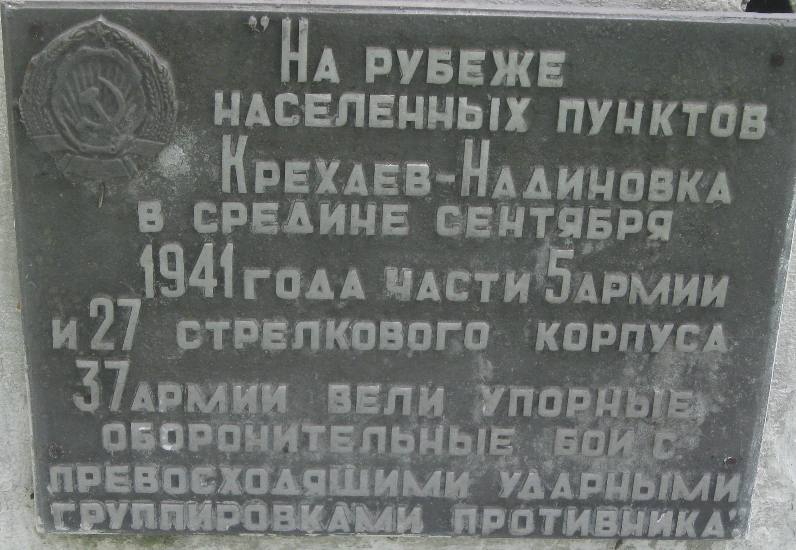 "На рубеже
населенных пунктов
Крехаев-Надиновка
в средине сентября
1941 года части 5 армии
и 27 стрелкового корпуса
37 армии вели упорные
оборонительные бои с
превосходящими ударными
группировками противника"